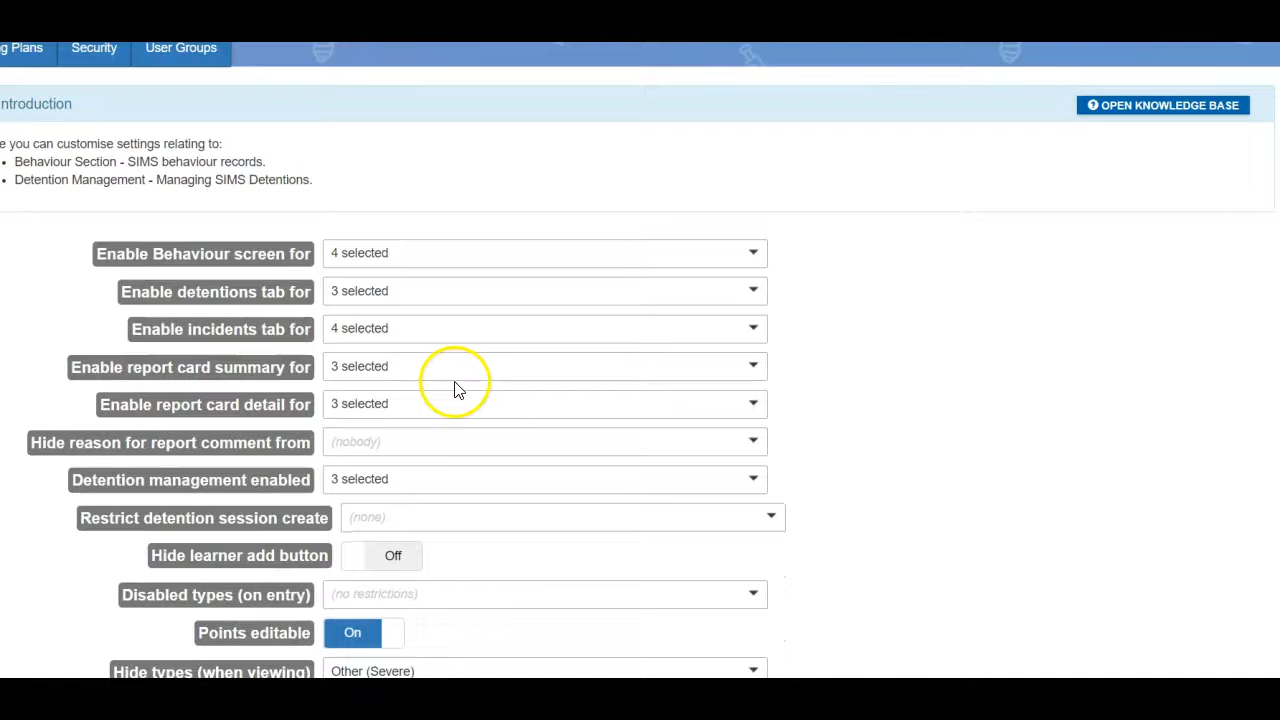 g Plans Security User Groups
ntroduction
OPEN KNOWLEDGE BASE
e you can customise settings relating to:
Behaviour Section - SIMS behaviour records.
Detention Management - Managing SIMS Detentions.
Enable Behaviour screen for 4 selected
Enable detentions tab for 3 selected
Enable incidents tab for 4 selected
Enable report card summary for 3 selected
Enable report card detail for 3 selected
Hide reason for report comment from (nobody)
Detention management enabled 3 selected
Restrict detention session create (none)
Hide learner add button Off
Disabled types (on entry) (no restrictions)
Points editable On
Hide types (when viewing) Other (Severe)